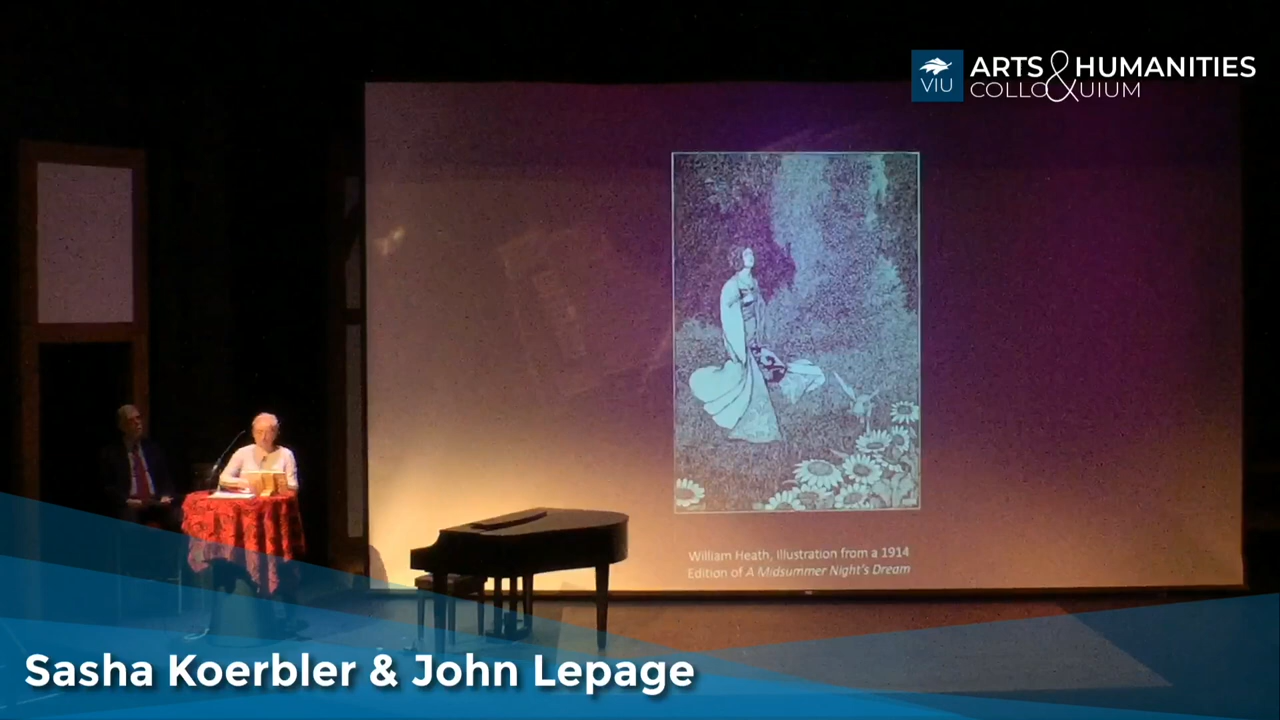 VIU
ARTS & HUMANITIES
COLLOQUIUM
William Heath, Illustration from a 1914
Edition of A Midsummer Night's Dream
Sasha Koerbler & John Lepage